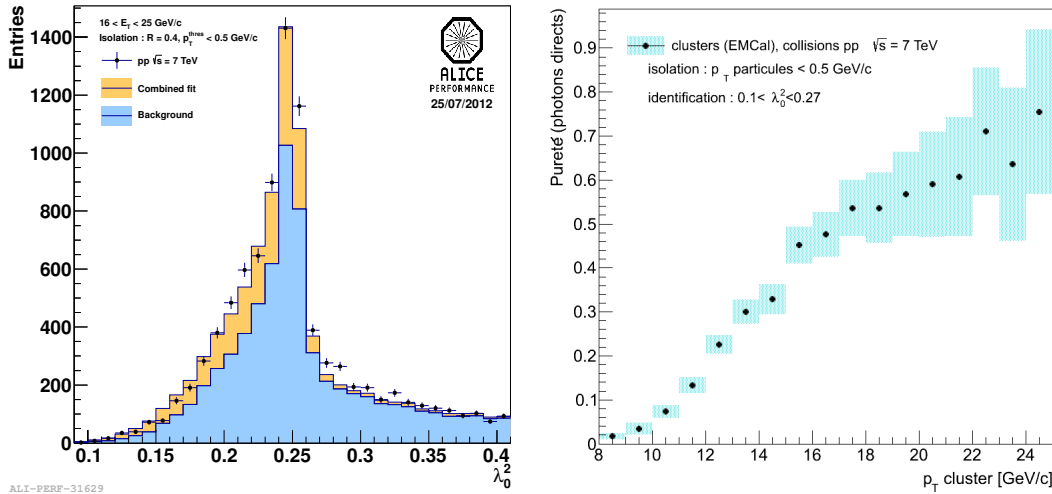 Entries
1400
1200
1000
800
600
400
200
0
16 < E_T < 25 GeV/c
Isolation : R = 0.4, p_T^thres < 0.5 GeV/c
pp √s = 7 TeV
Combined fit
Background
ALICE
PERFORMANCE
25/07/2012
0.1 0.15 0.2 0.25 0.3 0.35 0.4
λ_0^2
ALI-PERF-31629
Pureté (photons directs)
0.9
0.8
0.7
0.6
0.5
0.4
0.3
0.2
0.1
0
clusters (EMCal), collisions pp √s = 7 TeV
isolation : p_T particules < 0.5 GeV/c
identification : 0.1< λ_0^2<0.27
8 10 12 14 16 18 20 22 24
p_T cluster [GeV/c]